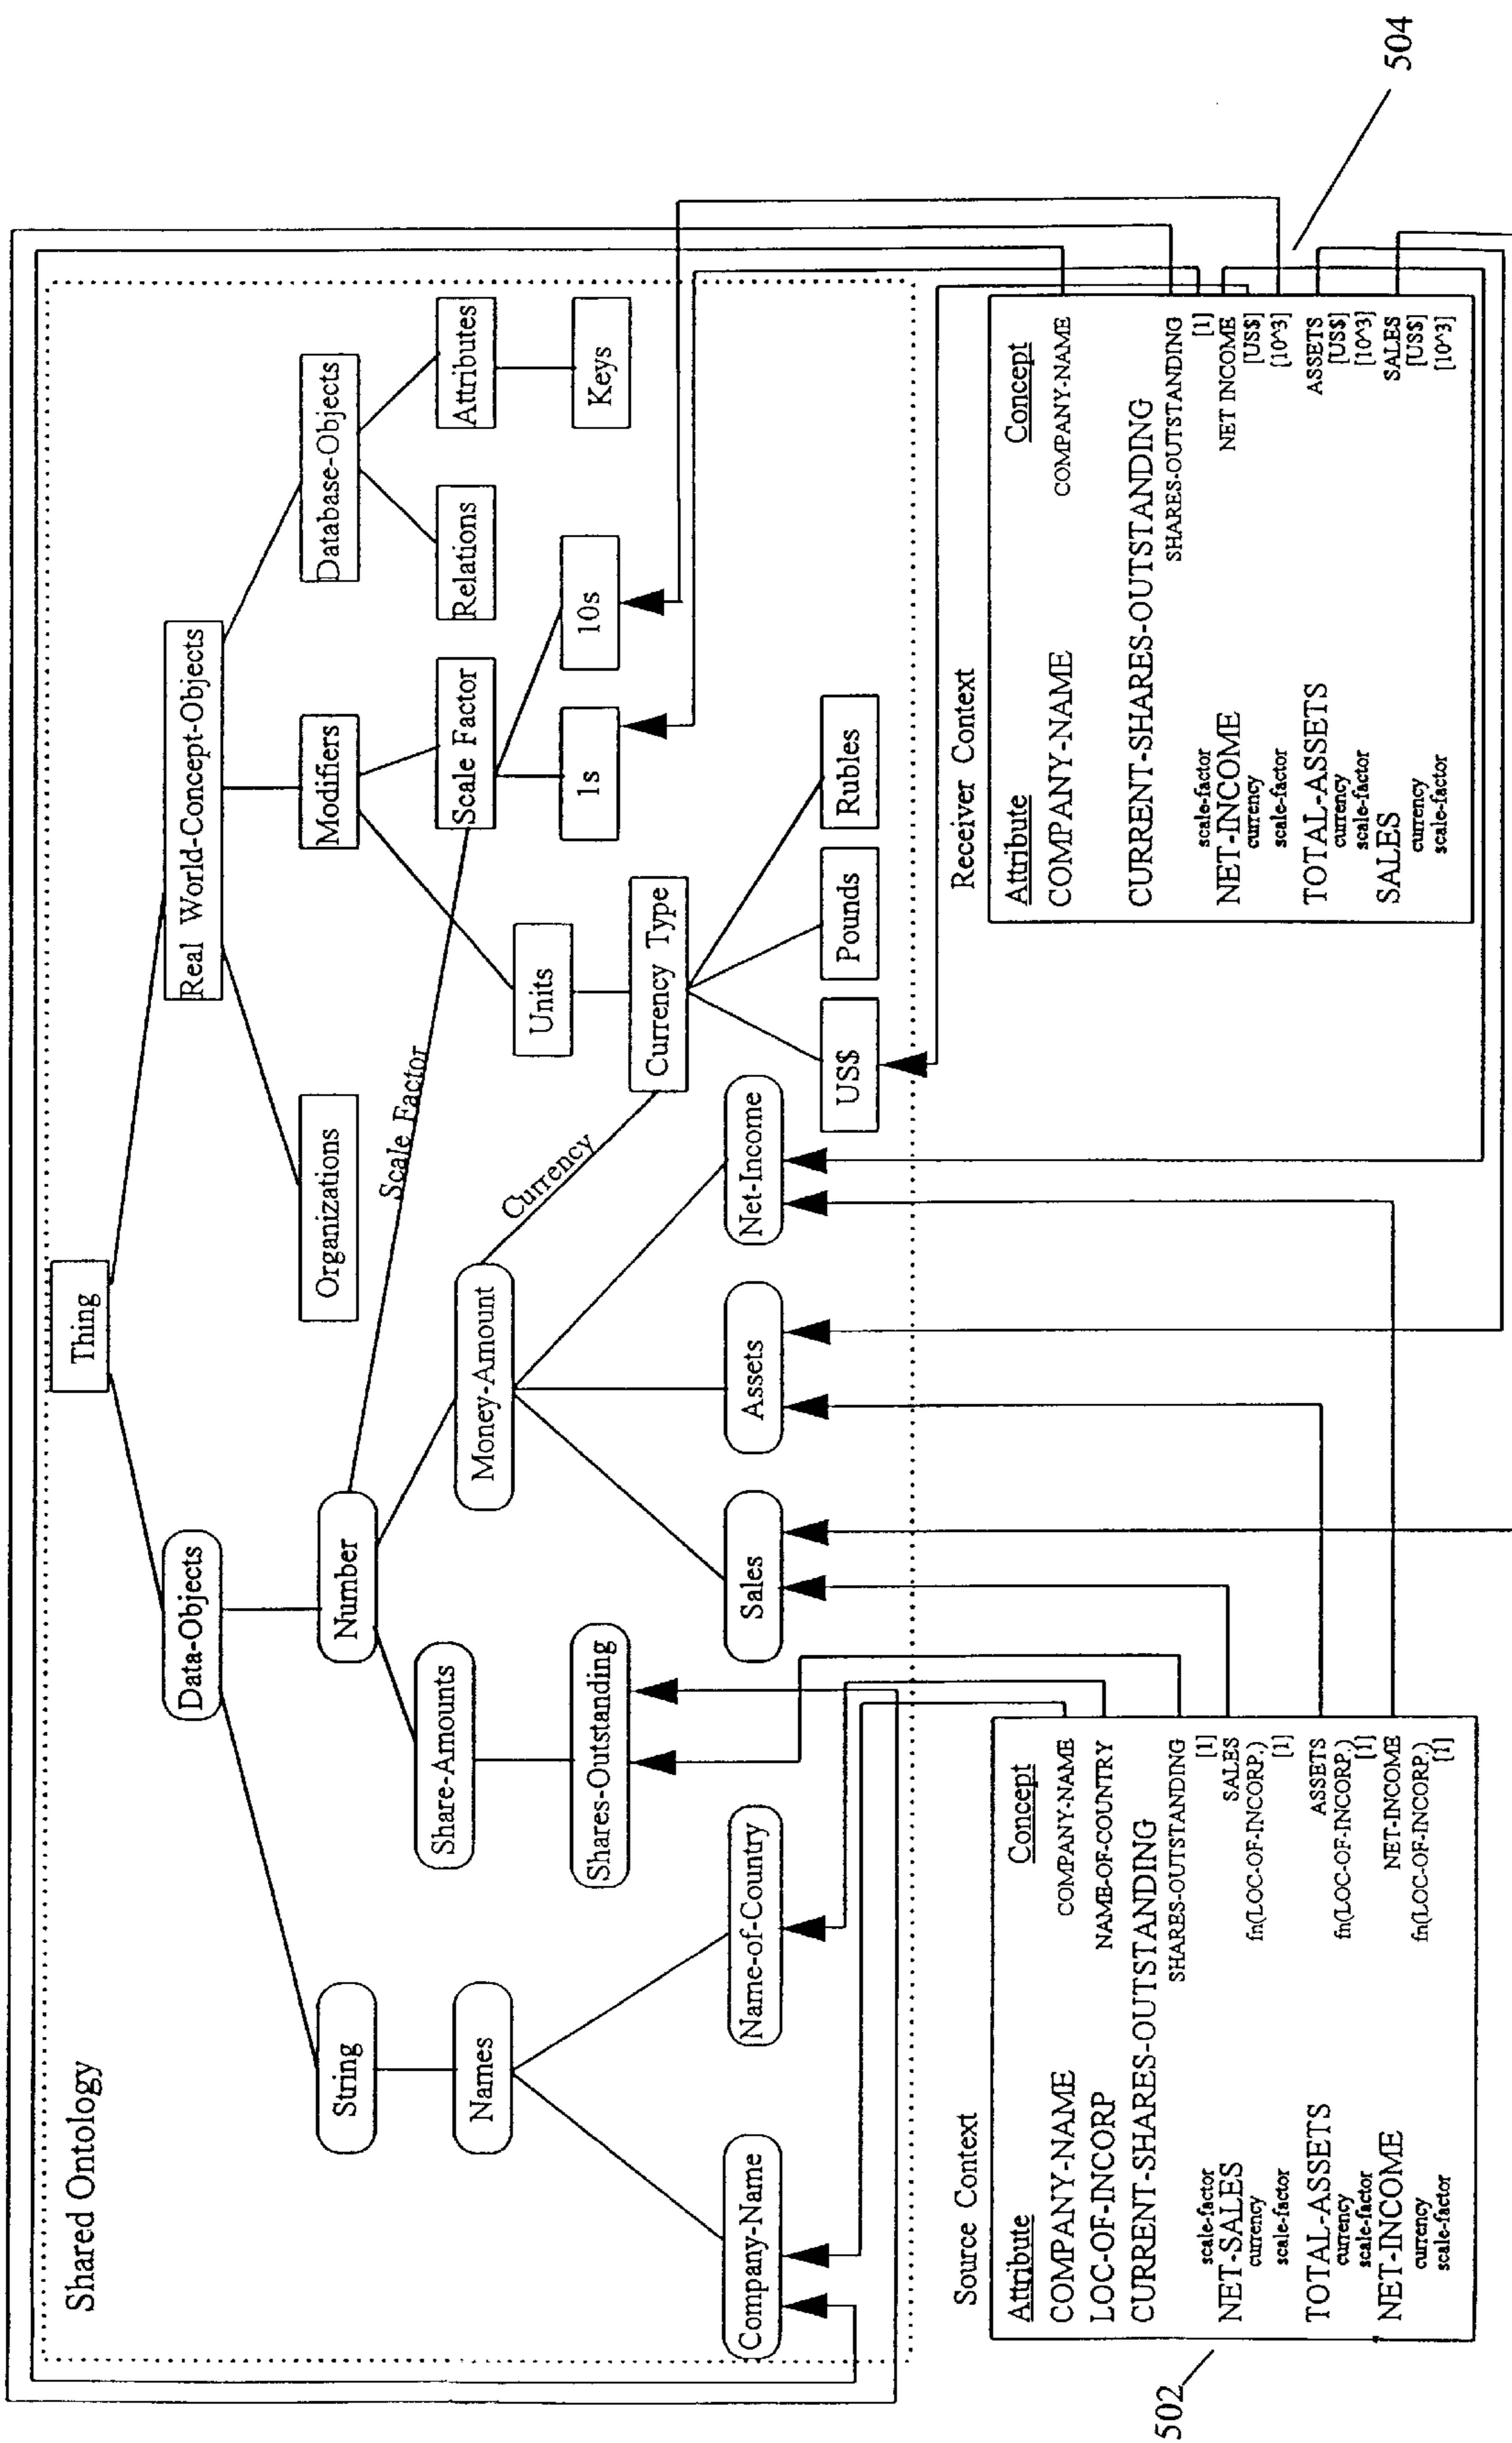 Shared Ontology
Thing
Data-Objects
Real World-Concept-Objects
String
Number
Organizations
Modifiers
Database-Objects
Scale Factor
Names
Share-Amounts
Money-Amount
Currency
Units
Scale Factor
Relations
Attributes
Shares-Outstanding
Currency Type
1s
10s
Keys
Company-Name
Name-of-Country
Sales
Assets
Net-Income
US$
Pounds
Rubles
Source Context
Attribute Concept
COMPANY-NAME COMPANY-NAME
LOC-OF-INCORP NAME-OF-COUNTRY
CURRENT-SHARES-OUTSTANDING
SHARES-OUTSTANDING
scale-factor [1]
NET-SALES SALES
currency fn(LOC-OF-INCORP.)
scale-factor [1]
TOTAL-ASSETS ASSETS
currency fn(LOC-OF-INCORP.)
scale-factor [1]
NET-INCOME NET-INCOME
currency fn(LOC-OF-INCORP.)
scale-factor [1]
502
Receiver Context
Attribute Concept
COMPANY-NAME COMPANY-NAME
CURRENT-SHARES-OUTSTANDING
SHARES-OUTSTANDING
scale-factor [1]
NET-INCOME NET INCOME
currency [US$]
scale-factor [10^3]
TOTAL-ASSETS ASSETS
currency [US$]
scale-factor [10^3]
SALES SALES
currency [US$]
scale-factor [10^3]
504